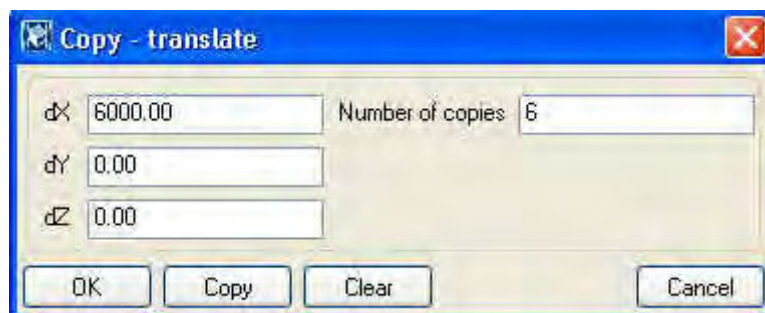 Copy - translate
dX 6000.00 Number of copies 6
dY 0.00
dZ 0.00
OK Copy Clear Cancel